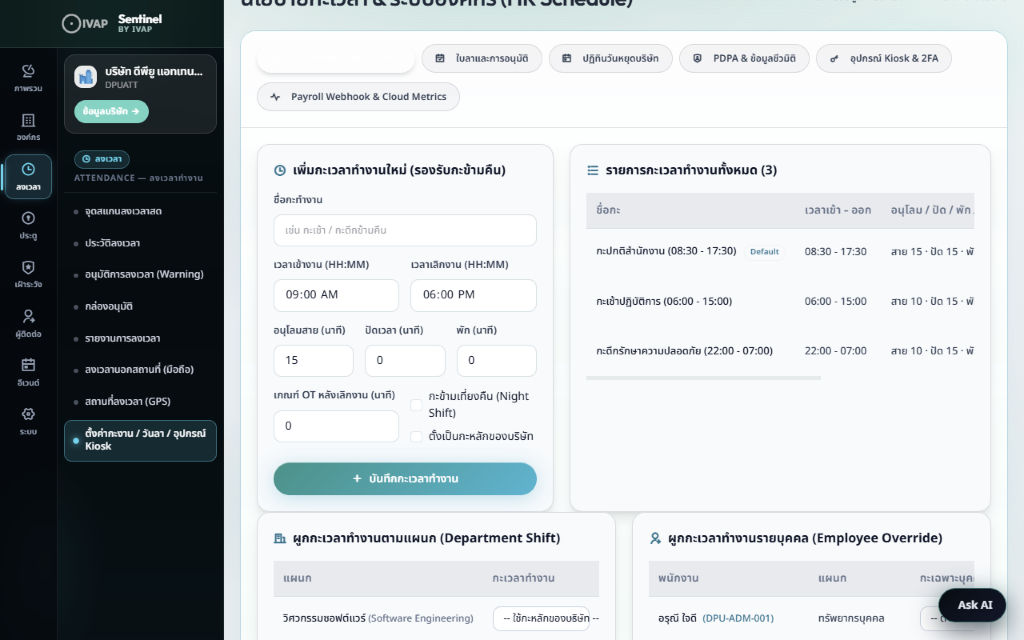 IVAP
Sentinel
BY IVAP
ภาพรวม
องค์กร
ลงเวลา
ประตู
เฝ้าระวัง
ผู้ติดต่อ
อีเวนต์
ระบบ
บริษัท ดีพียู แอทเทน...
DPUATT
ข้อมูลบริษัท →
ลงเวลา
ATTENDANCE — ลงเวลาทำงาน
จุดสแกนลงเวลาสด
ประวัติลงเวลา
อนุมัติการลงเวลา (Warning)
กล่องอนุมัติ
รายงานการลงเวลา
ลงเวลานอกสถานที่ (มือถือ)
สถานที่ลงเวลา (GPS)
ตั้งค่ากะงาน / วันลา / อุปกรณ์
Kiosk
นโยบายกะเวลา & ระบบองค์กร (HR Schedule)
ใบลาและการอนุมัติ
ปฏิทินวันหยุดบริษัท
PDPA & ข้อมูลชีวมิติ
อุปกรณ์ Kiosk & 2FA
Payroll Webhook & Cloud Metrics
เพิ่มกะเวลาทำงานใหม่ (รองรับกะข้ามคืน)
ชื่อกะทำงาน
เช่น กะเช้า / กะดึกข้ามคืน
เวลาเข้างาน (HH:MM) เวลาเลิกงาน (HH:MM)
09:00 AM 06:00 PM
อนุโลมสาย (นาที) ปัดเวลา (นาที) พัก (นาที)
15 0 0
เกณฑ์ OT หลังเลิกงาน (นาที)
0
กะข้ามเที่ยงคืน (Night
Shift)
ตั้งเป็นกะหลักของบริษัท
+ บันทึกกะเวลาทำงาน
รายการกะเวลาทำงานทั้งหมด (3)
ชื่อกะ เวลาเข้า - ออก อนุโลม / ปัด / พัก
กะปกติสำนักงาน (08:30 - 17:30) Default 08:30 - 17:30 สาย 15 · ปัด 15 · พั
กะเช้าปฏิบัติการ (06:00 - 15:00) 06:00 - 15:00 สาย 10 · ปัด 15 · พั
กะดึกรักษาความปลอดภัย (22:00 - 07:00) 22:00 - 07:00 สาย 10 · ปัด 15 · พั
ผูกกะเวลาทำงานตามแผนก (Department Shift)
แผนก กะเวลาทำงาน
วิศวกรรมซอฟต์แวร์ (Software Engineering) -- ใช้กะหลักของบริษัท --
ผูกกะเวลาทำงานรายบุคคล (Employee Override)
พนักงาน แผนก กะเฉพาะบุค
อรุณี ใจดี (DPU-ADM-001) ทรัพยากรบุคคล
Ask AI